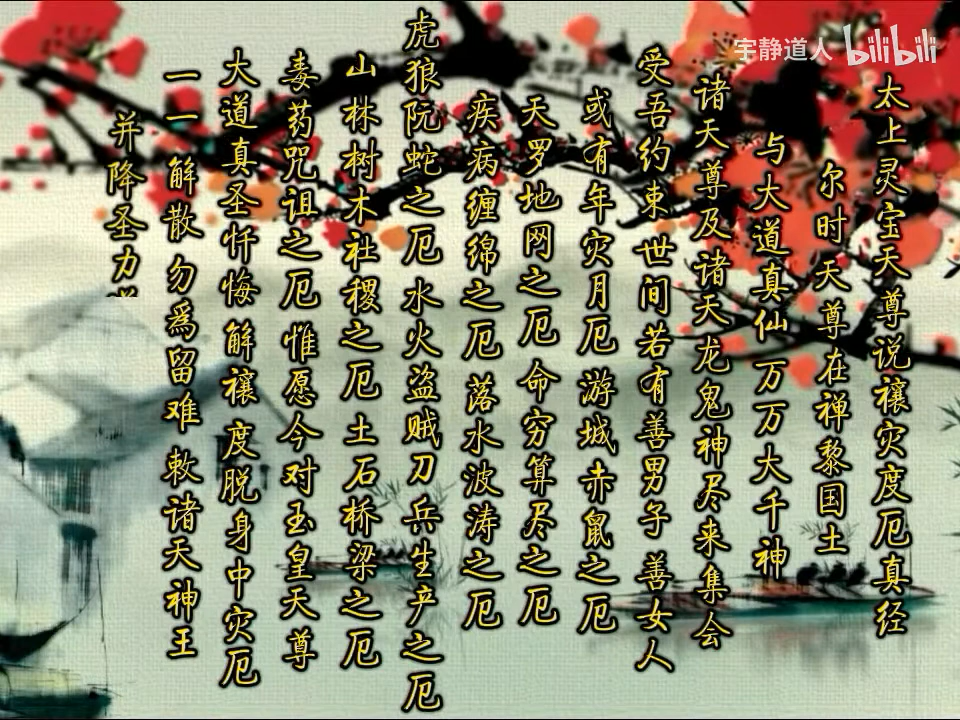 宇静道人 bilibili
太上灵宝天尊说禳灾度厄真经
尔时天尊在禅黎国土
与大道真仙 万万大千神
诸天尊及诸天龙鬼神尽来集会
受吾约束 世间若有善男子 善女人
或有年灾月厄 游城赤鼠之厄
天罗地网之厄 命穷算尽之厄
疾病缠绵之厄 落水波涛之厄
虎狼阮蛇之厄 水火盗贼刀兵生产之厄
山林树木社稷之厄 土石桥梁之厄
毒药咒诅之厄 惟愿今对玉皇天尊
大道真圣忏悔 解禳 度脱身中灾厄
一一解散 勿为留难 敕诸天神王
并降圣力